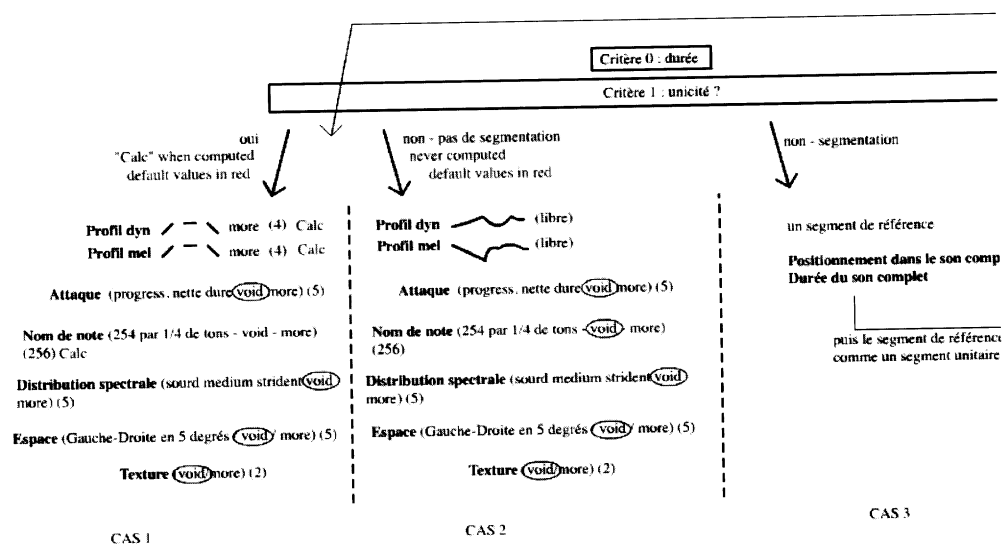 Critère 0 : durée
Critère 1 : unicité ?
oui
"Calc" when computed
default values in red
non - pas de segmentation
never computed
default values in red
non - segmentation
Profil dyn more (4) Calc
Profil mel more (4) Calc
Attaque (progress. nette dure void more) (5)
Nom de note (254 par 1/4 de tons - void - more)
(256) Calc
Distribution spectrale (sourd medium strident void
more) (5)
Espace (Gauche-Droite en 5 degrés void / more) (5)
Texture (void/more) (2)
CAS 1
Profil dyn (libre)
Profil mel (libre)
Attaque (progress. nette dure void more) (5)
Nom de note (254 par 1/4 de tons - void - more)
(256)
Distribution spectrale (sourd medium strident void
more) (5)
Espace (Gauche-Droite en 5 degrés void / more) (5)
Texture (void/more) (2)
CAS 2
un segment de référence
Positionnement dans le son comp
Durée du son complet
puis le segment de référence
comme un segment unitaire
CAS 3